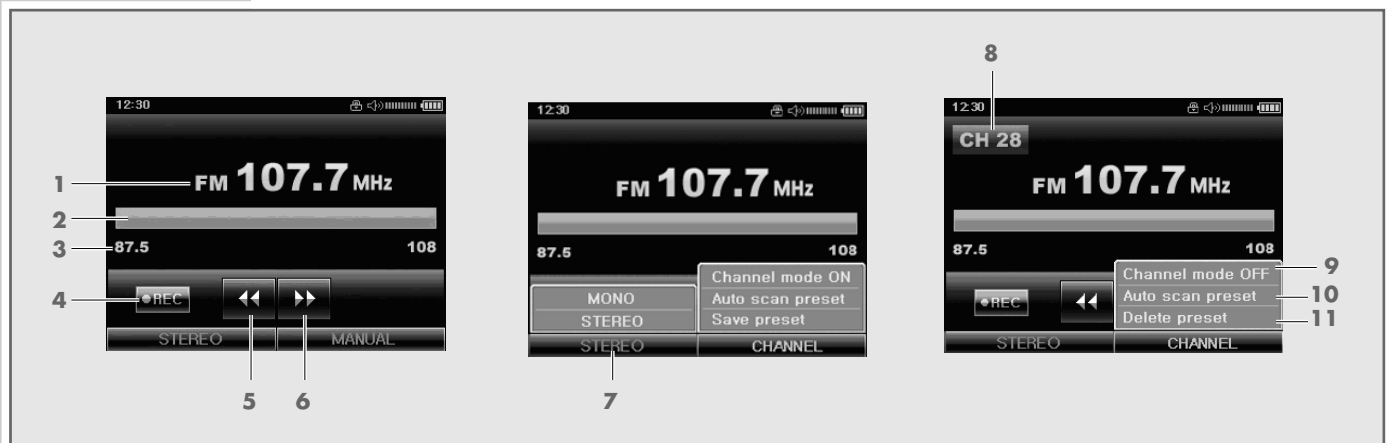 8
12:30
FM 107.7 MHz
87.5 108
REC
STEREO MANUAL
1
2
3
4
5 6
12:30
FM 107.7 MHz
87.5 108
Channel mode ON
Auto scan preset
Save preset
MONO
STEREO
STEREO CHANNEL
7
12:30
CH 28
FM 107.7 MHz
87.5 108
Channel mode OFF
Auto scan preset
Delete preset
REC
STEREO CHANNEL
9
10
11